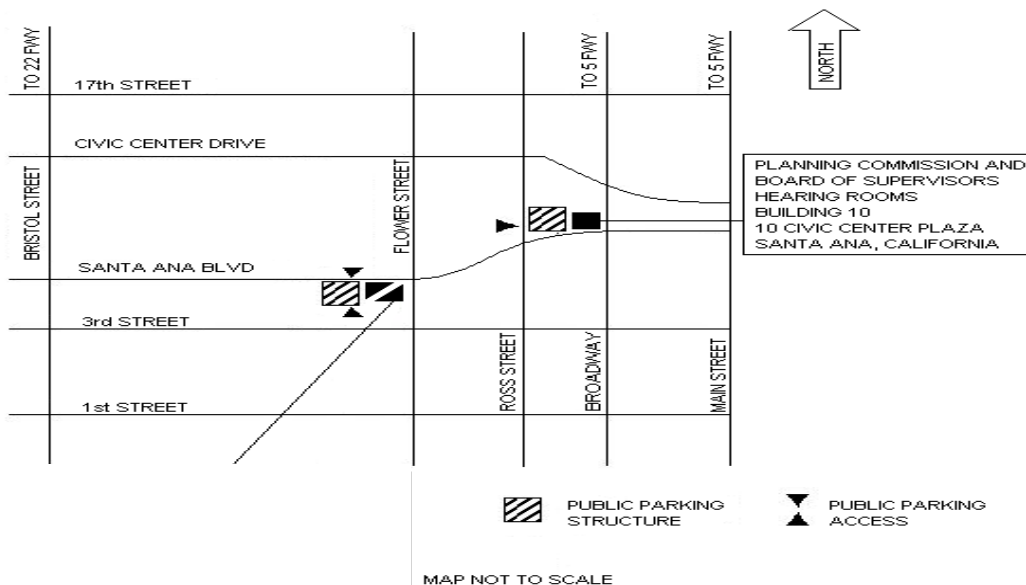 TO 22 FWY
TO 5 FWY
TO 5 FWY
NORTH
17th STREET
CIVIC CENTER DRIVE
BRISTOL STREET
FLOWER STREET
PLANNING COMMISSION AND
BOARD OF SUPERVISORS
HEARING ROOMS
BUILDING 10
10 CIVIC CENTER PLAZA
SANTA ANA, CALIFORNIA
SANTA ANA BLVD
3rd STREET
ROSS STREET
BROADWAY
MAIN STREET
1st STREET
PUBLIC PARKING
STRUCTURE
PUBLIC PARKING
ACCESS
MAP NOT TO SCALE